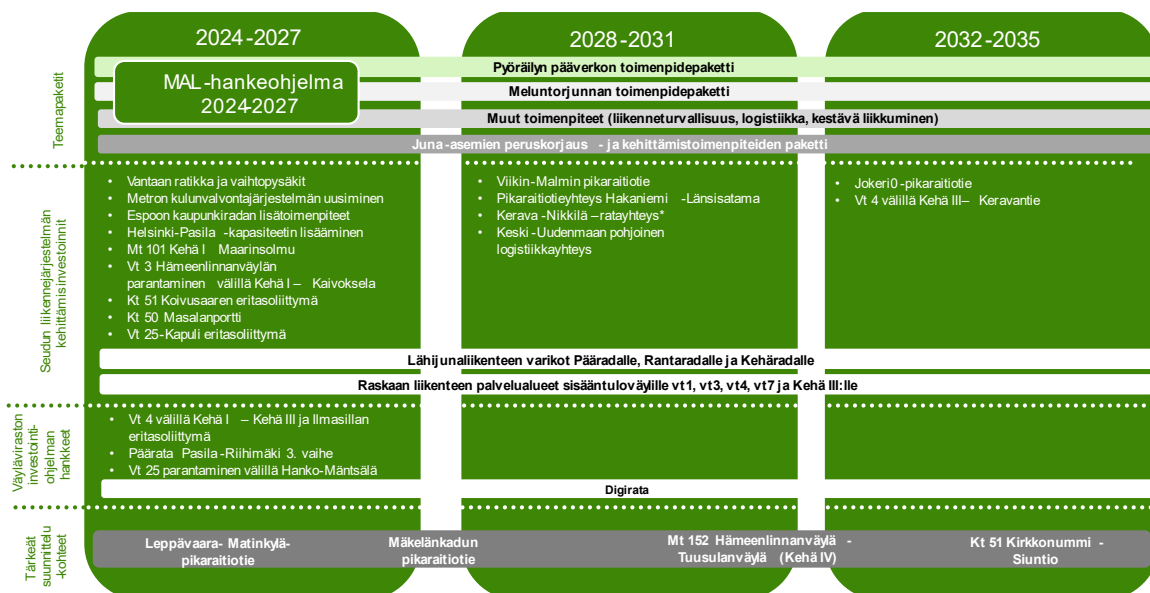 2024-2027
2028-2031
2032-2035
Teemapaketit
Pyöräilyn pääverkon toimenpidepaketti
MAL-hankeohjelma
2024-2027
Meluntorjunnan toimenpidepaketti
Muut toimenpiteet (liikenneturvallisuus, logistiikka, kestävä liikkuminen)
Juna-asemien peruskorjaus - ja kehittämistoimenpiteiden paketti
Seudun liikennejärjestelmän
kehittämisinvestoinnit
• Vantaan ratikka ja vaihtopysäkit
• Metron kulunvalvontajärjestelmän uusiminen
• Espoon kaupunkiradan lisätoimenpiteet
• Helsinki-Pasila -kapasiteetin lisääminen
• Mt 101 Kehä I Maarinsolmu
• Vt 3 Hämeenlinnanväylän
parantaminen välillä Kehä I – Kaivoksela
• Kt 51 Koivusaaren eritasoliittymä
• Kt 50 Masalanportti
• Vt 25-Kapuli eritasoliittymä
• Viikin-Malmin pikaraitiotie
• Pikaraitiotieyhteys Hakaniemi -Länsisatama
• Kerava -Nikkilä –ratayhteys*
• Keski -Uudenmaan pohjoinen
logistiikkayhteys
• Jokeri0 -pikaraitiotie
• Vt 4 välillä Kehä III– Keravantie
Lähijunaliikenteen varikot Pääradalle, Rantaradalle ja Kehäradalle
Raskaan liikenteen palvelualueet sisääntuloväylille vt1, vt3, vt4, vt7 ja Kehä III:lle
Väyläviraston
investointi-
ohjelman
hankkeet
• Vt 4 välillä Kehä I – Kehä III ja Ilmasillan
eritasoliittymä
• Päärata Pasila -Riihimäki 3. vaihe
• Vt 25 parantaminen välillä Hanko-Mäntsälä
Digirata
Tärkeät
suunnittelu
-kohteet
Leppävaara- Matinkylä-
pikaraitiotie
Mäkelänkadun
pikaraitiotie
Mt 152 Hämeenlinnanväylä -
Tuusulanväylä (Kehä IV)
Kt 51 Kirkkonummi -
Siuntio